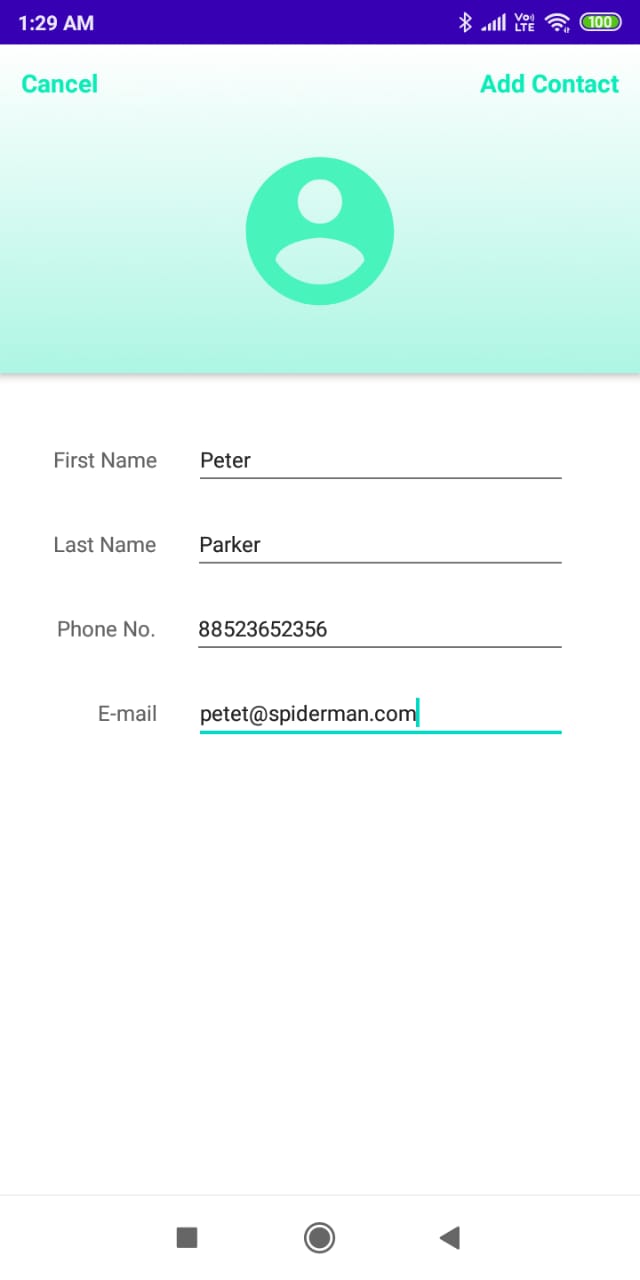 1:29 AM Vo) LTE 100
Cancel Add Contact
First Name Peter
Last Name Parker
Phone No. 88523652356
E-mail petet@spiderman.com